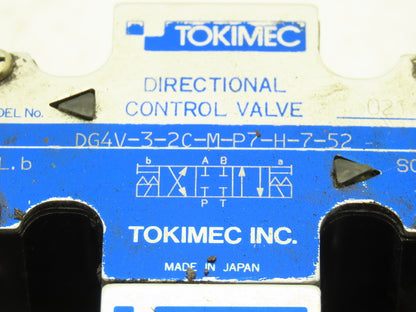 TOKIMEC
DIRECTIONAL
CONTROL VALVE
DEL No.
DG4V-3-2C-M-P7-H-7-52
L.b
SO
b A B a
P T
TOKIMEC INC.
MADE IN JAPAN